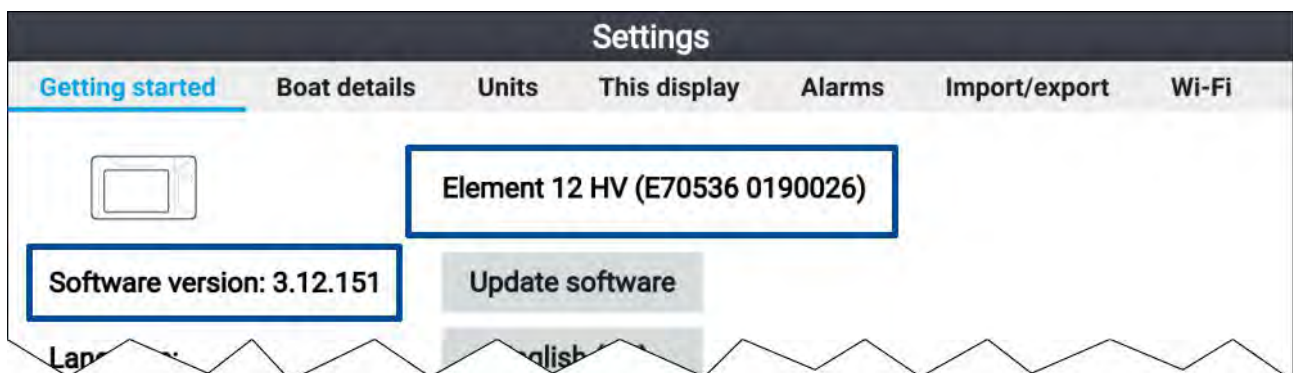 Settings
Getting started Boat details Units This display Alarms Import/export Wi-Fi
Element 12 HV (E70536 0190026)
Software version: 3.12.151 Update software